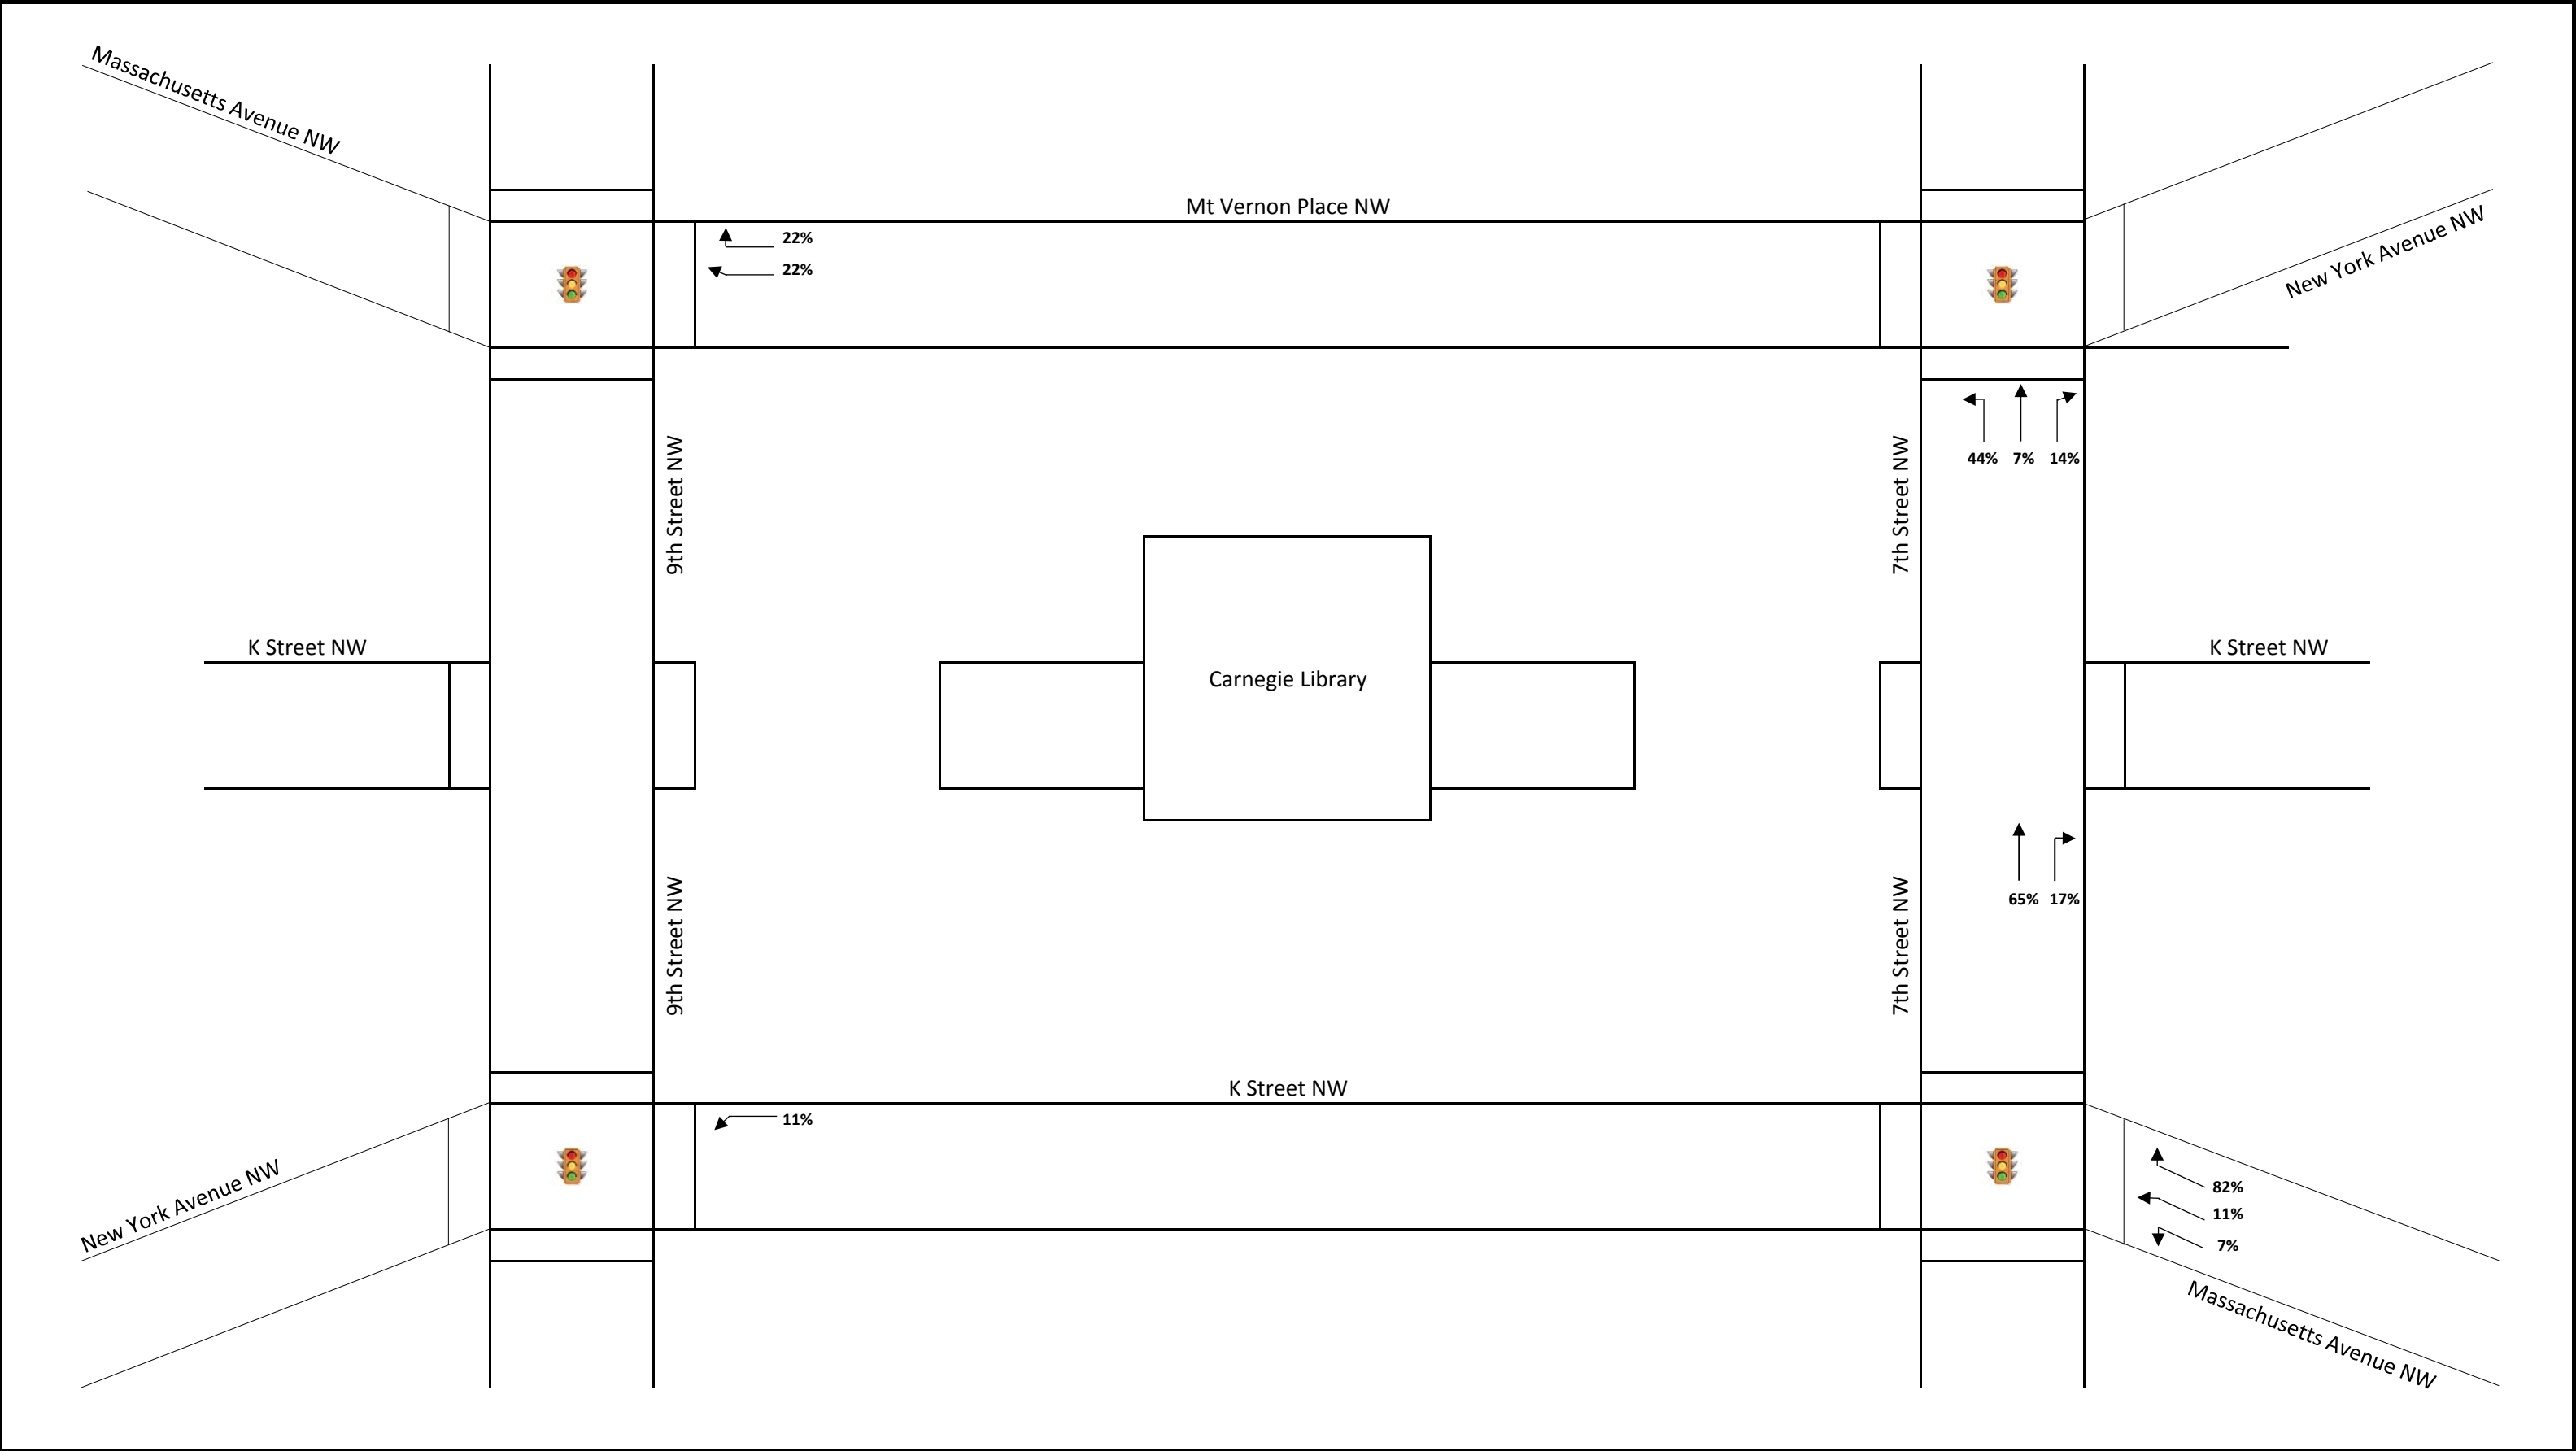 Massachusetts Avenue NW
Mt Vernon Place NW
New York Avenue NW
22%
22%
44% 7% 14%
9th Street NW
7th Street NW
K Street NW
Carnegie Library
K Street NW
65% 17%
9th Street NW
7th Street NW
K Street NW
11%
New York Avenue NW
82%
11%
7%
Massachusetts Avenue NW